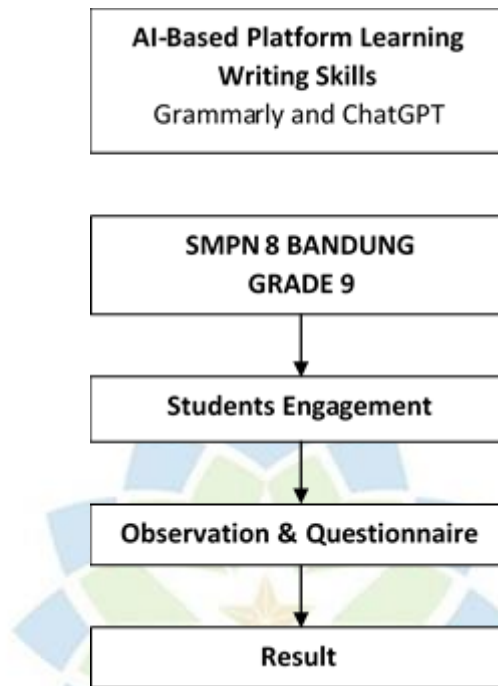 AI-Based Platform Learning
Writing Skills
Grammarly and ChatGPT
SMPN 8 BANDUNG
GRADE 9
Students Engagement
Observation & Questionnaire
Result